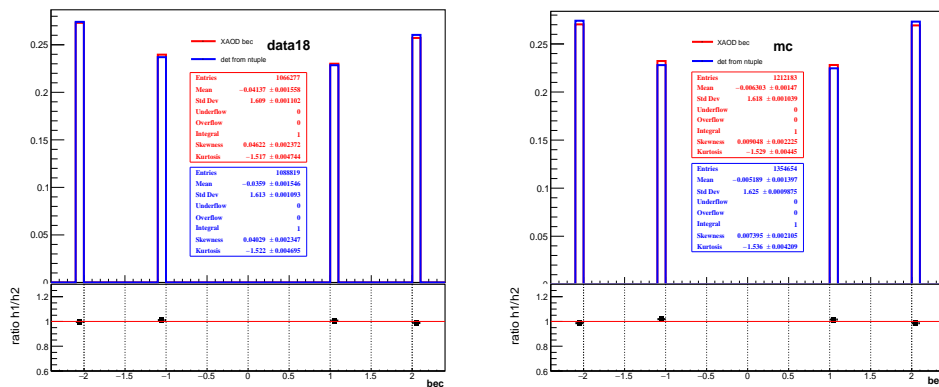 data18
XAOD bec
det from ntuple
Entries 1066277
Mean −0.04137 ±0.001558
Std Dev 1.609 ±0.001102
Underflow 0
Overflow 0
Integral 1
Skewness 0.04622 ±0.002372
Kurtosis −1.517 ±0.004744
Entries 1088819
Mean −0.0359 ±0.001546
Std Dev 1.613 ±0.001093
Underflow 0
Overflow 0
Integral 1
Skewness 0.04029 ±0.002347
Kurtosis −1.522 ±0.004695
0.25
0.2
0.15
0.1
0.05
0
ratio h1/h2
1.2
1
0.8
0.6
−2 −1.5 −1 −0.5 0 0.5 1 1.5 2
bec
mc
XAOD bec
det from ntuple
Entries 1212183
Mean −0.006303 ±0.00147
Std Dev 1.618 ±0.001039
Underflow 0
Overflow 0
Integral 1
Skewness 0.009048 ±0.002225
Kurtosis −1.529 ±0.00445
Entries 1354654
Mean −0.005189 ±0.001397
Std Dev 1.625 ±0.0009875
Underflow 0
Overflow 0
Integral 1
Skewness 0.007395 ±0.002105
Kurtosis −1.536 ±0.004209
0.25
0.2
0.15
0.1
0.05
0
ratio h1/h2
1.2
1
0.8
0.6
−2 −1.5 −1 −0.5 0 0.5 1 1.5 2
bec